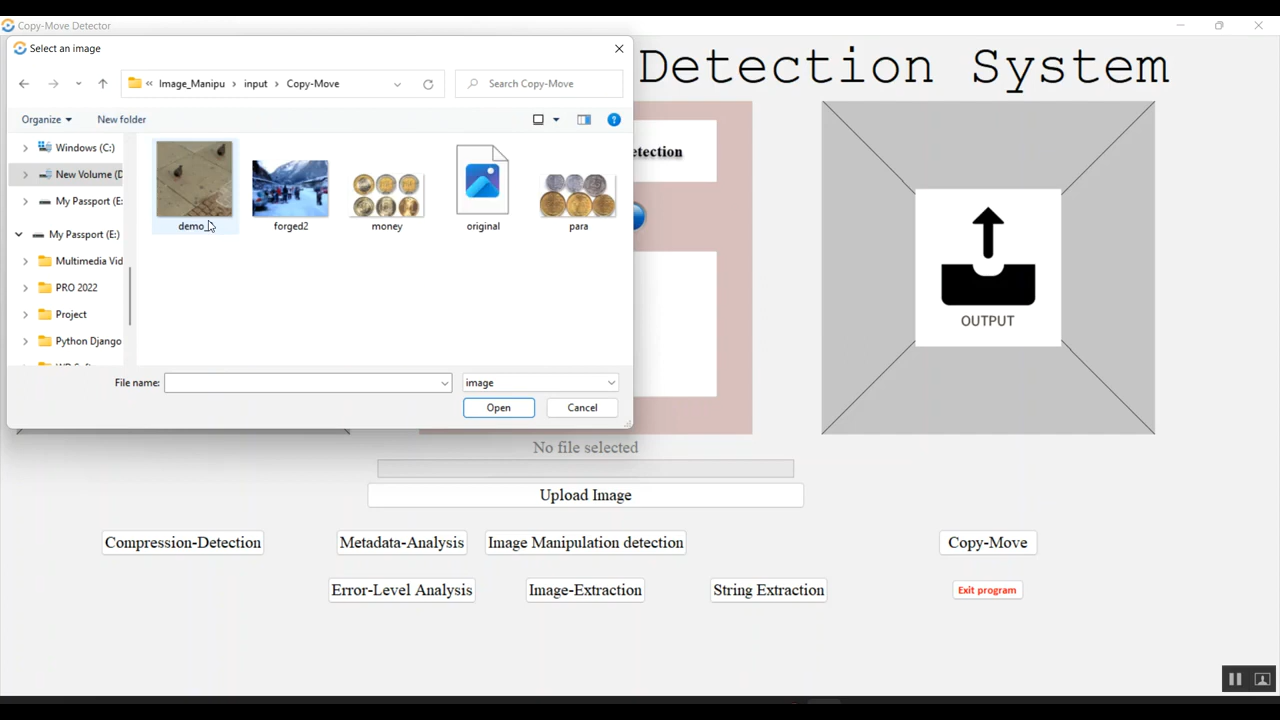 Copy-Move Detector
Select an image
Detection System
Image_Manipu
input
Copy-Move
Search Copy-Move
Organize
New folder
Windows (C:)
New Volume (D
My Passport (E:
My Passport (E:)
Multimedia Vid
PRO 2022
Project
Python Django
demo_
forged2
money
original
para
etection
OUTPUT
File name:
image
Open
Cancel
No file selected
Upload Image
Compression-Detection
Metadata-Analysis
Image Manipulation detection
Copy-Move
Error-Level Analysis
Image-Extraction
String Extraction
Exit program